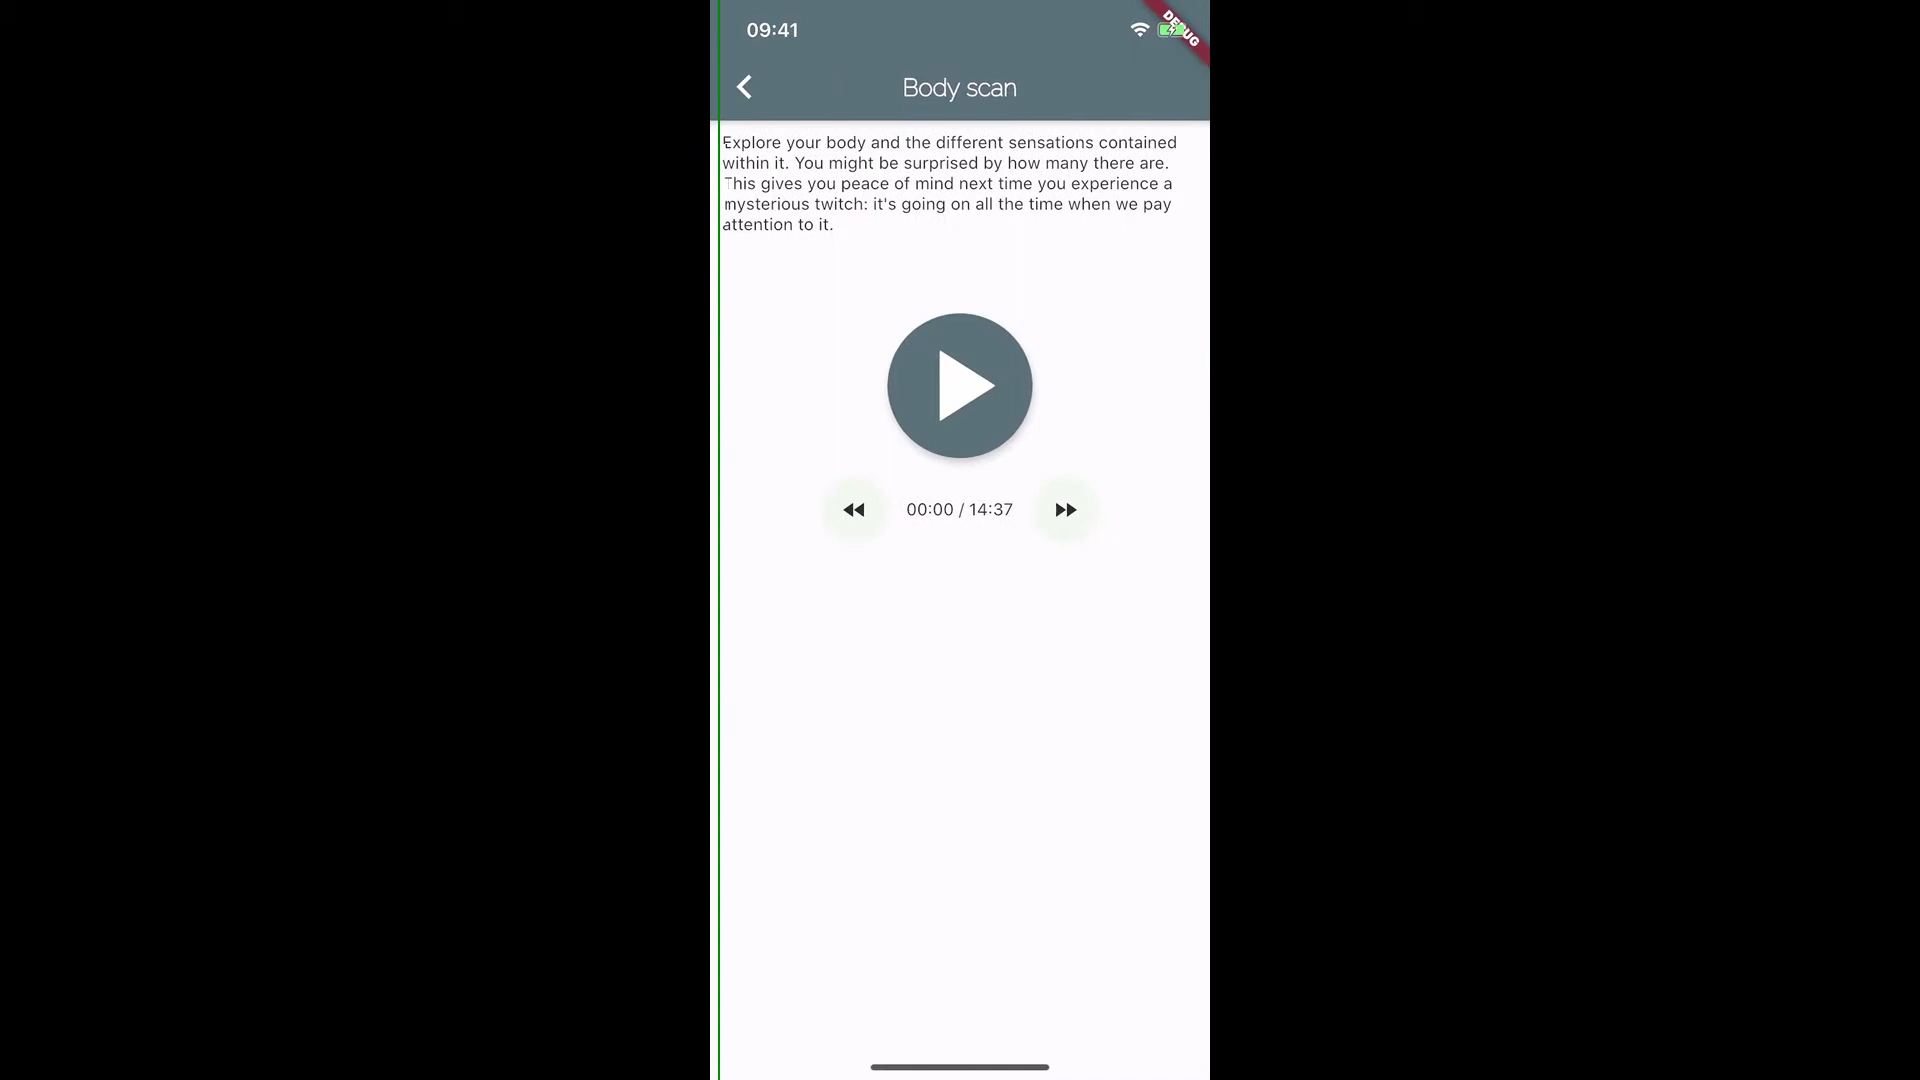 09:41
DEBUG
Body scan
Explore your body and the different sensations contained
within it. You might be surprised by how many there are.
This gives you peace of mind next time you experience a
mysterious twitch: it's going on all the time when we pay
attention to it.
00:00 / 14:37